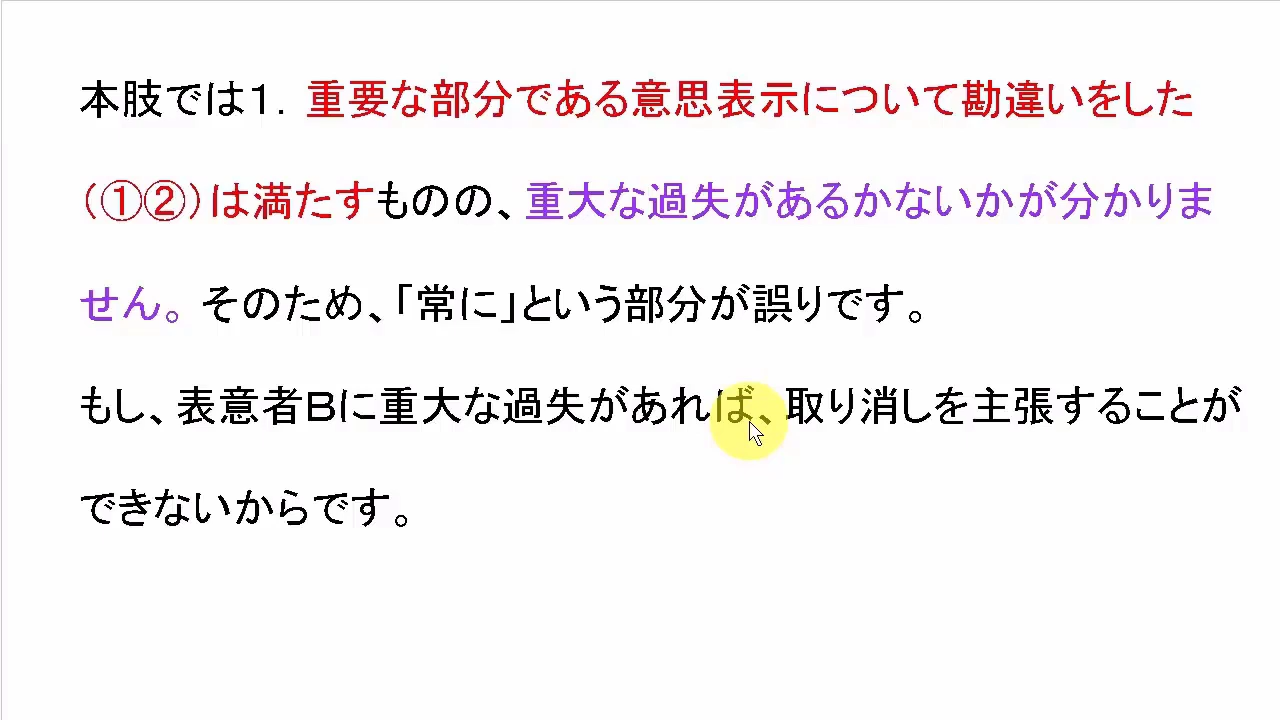 本肢では１．重要な部分である意思表示について勘違いをした
（①②）は満たすものの、重大な過失があるかないかが分かりま
せん。そのため、「常に」という部分が誤りです。
もし、表意者Ｂに重大な過失があれば、取り消しを主張することが
できないからです。